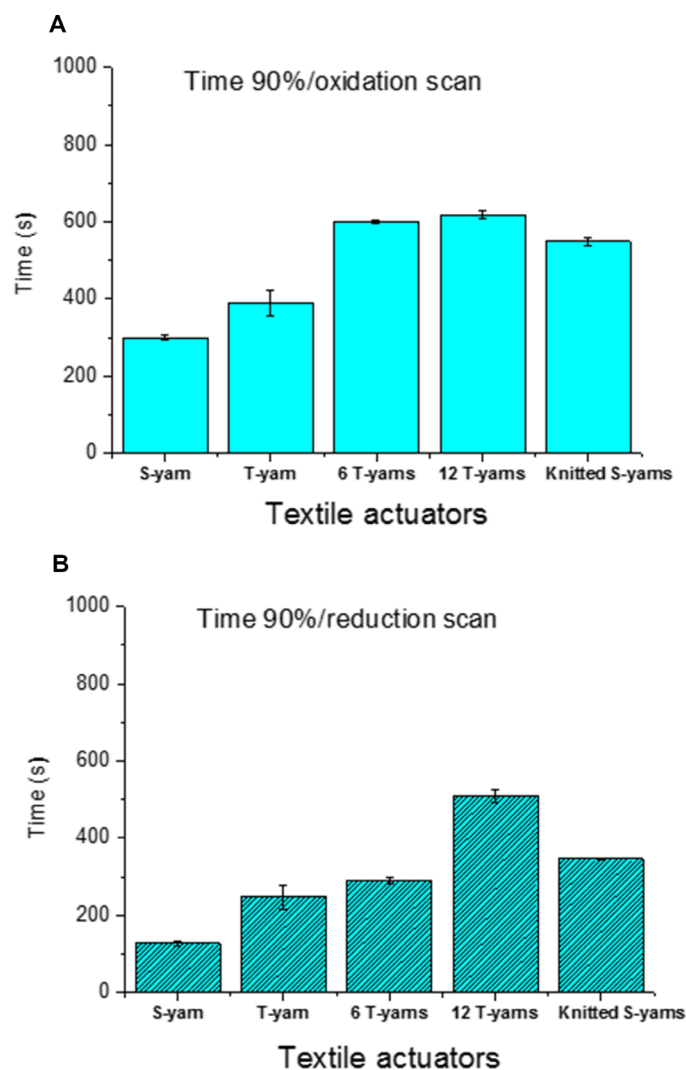 A
Time 90%/oxidation scan
1000
800
600
400
200
0
Time (s)
S-yarn
T-yarn
6 T-yarns
12 T-yarns
Knitted S-yarns
Textile actuators
B
Time 90%/reduction scan
1000
800
600
400
200
0
Time (s)
S-yarn
T-yarn
6 T-yarns
12 T-yarns
Knitted S-yarns
Textile actuators